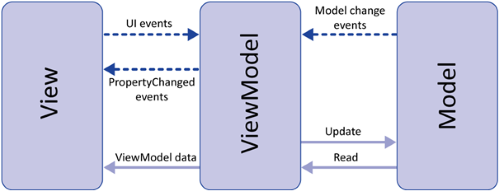 View
UI events
PropertyChanged
events
ViewModel data
ViewModel
Model change
events
Update
Read
Model